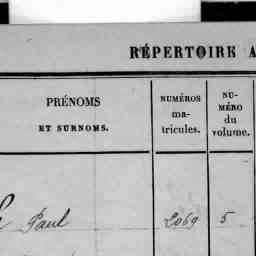 RÉPERTOIRE A
PRÉNOMS
ET SURNOMS.
NUMÉROS
ma-
tricules.
NU-
MÉRO
du
volume.
Paul 2069 5